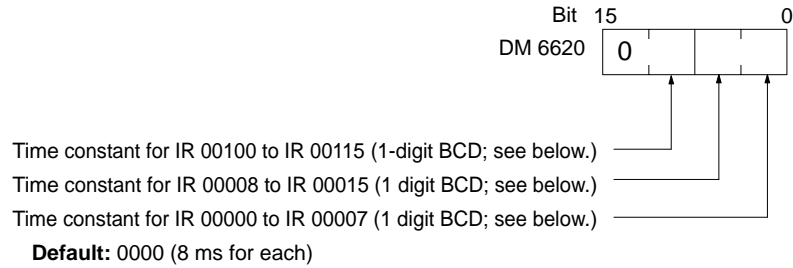 Bit 15 0
DM 6620 0
Time constant for IR 00100 to IR 00115 (1-digit BCD; see below.)
Time constant for IR 00008 to IR 00015 (1 digit BCD; see below.)
Time constant for IR 00000 to IR 00007 (1 digit BCD; see below.)
Default: 0000 (8 ms for each)